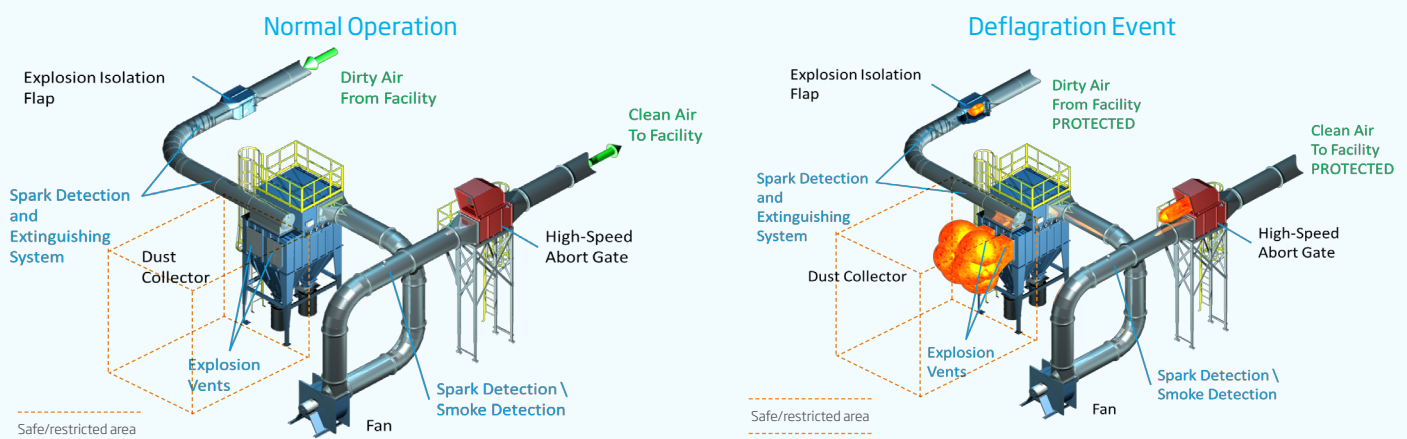 Normal Operation
Explosion Isolation
Flap
Dirty Air
From Facility
Clean Air
To Facility
Spark Detection
and
Extinguishing
System
Dust
Collector
High-Speed
Abort Gate
Explosion
Vents
Spark Detection \
Smoke Detection
Fan
Safe/restricted area
Deflagration Event
Explosion Isolation
Flap
Dirty Air
From Facility
PROTECTED
Clean Air
To Facility
PROTECTED
Spark Detection
and
Extinguishing
System
Dust Collector
High-Speed
Abort Gate
Explosion
Vents
Spark Detection \
Smoke Detection
Fan
Safe/restricted area